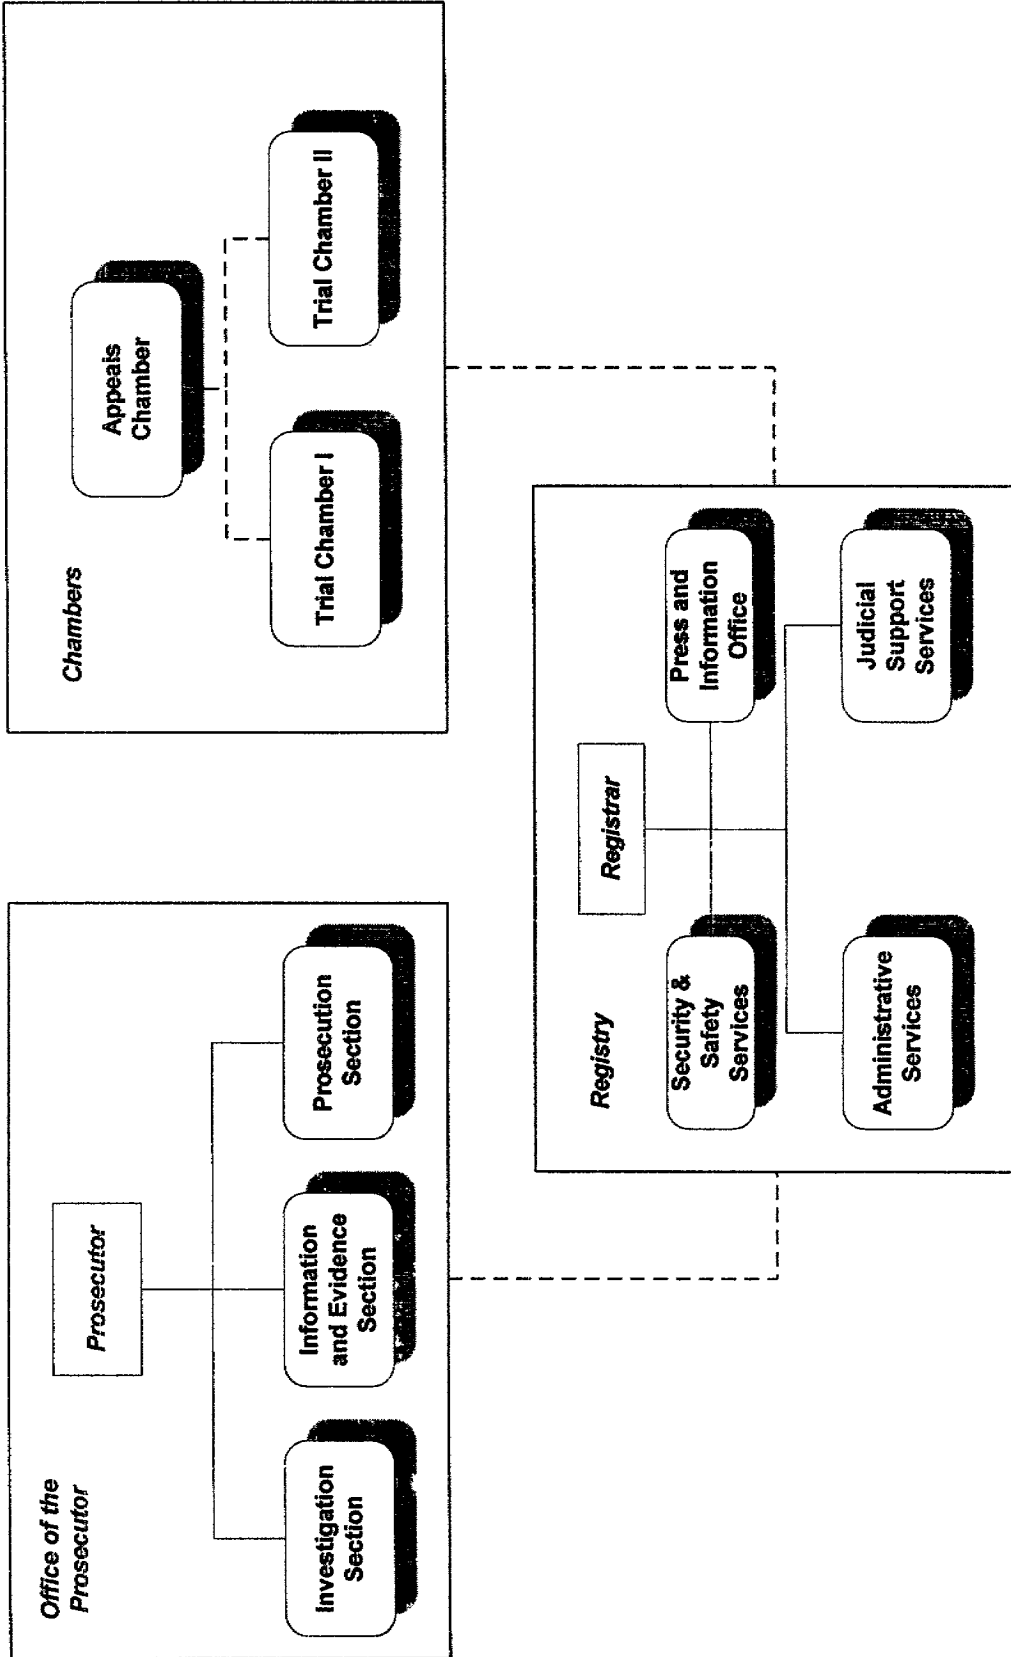 Office of the
Prosecutor
Prosecutor
Investigation
Section
Information
and Evidence
Section
Prosecution
Section
Chambers
Appeals
Chamber
Trial Chamber I
Trial Chamber II
Registry
Registrar
Security &
Safety
Services
Press and
Information
Office
Administrative
Services
Judicial
Support
Services